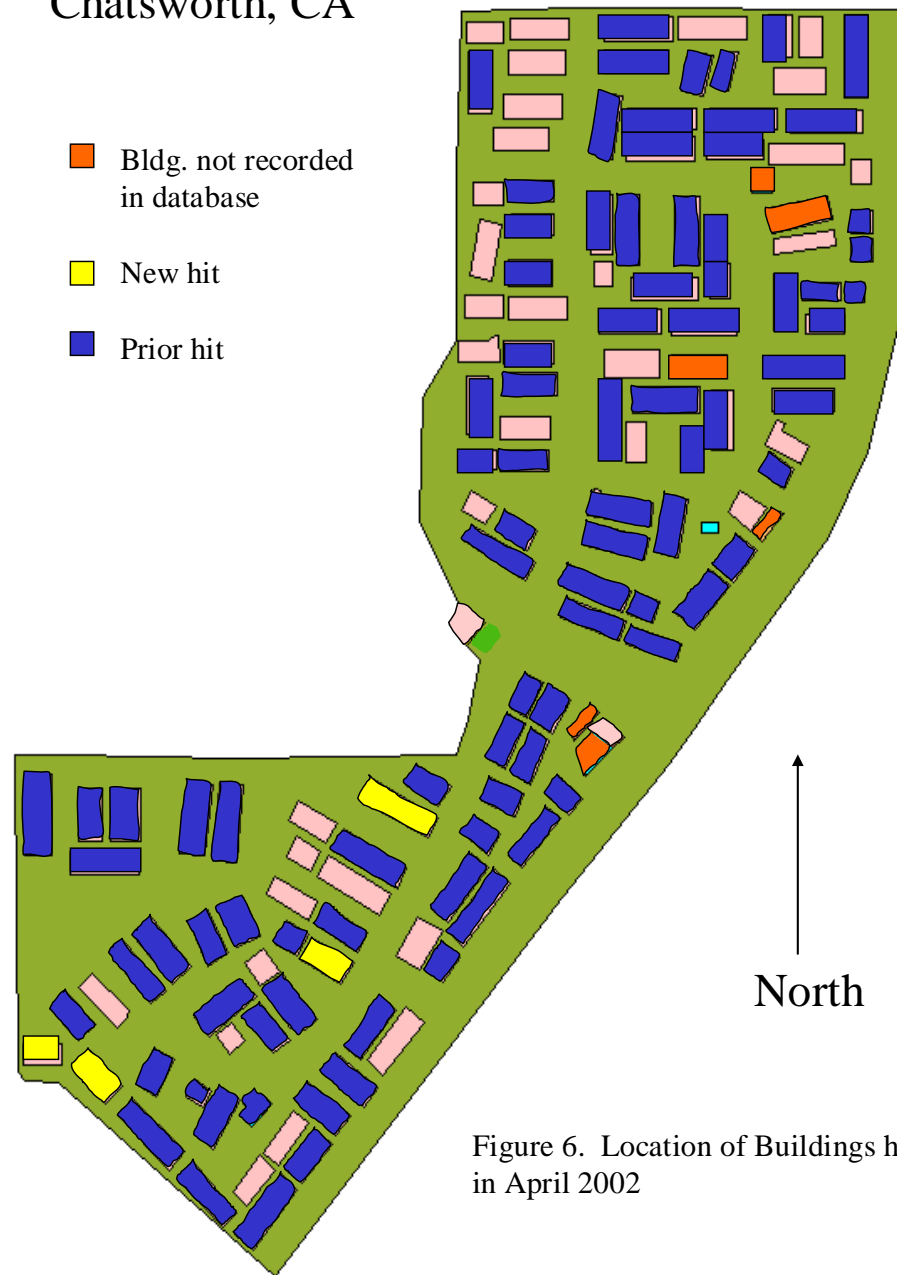 Chatsworth, CA
Bldg. not recorded
in database
New hit
Prior hit
North
Figure 6. Location of Buildings
in April 2002